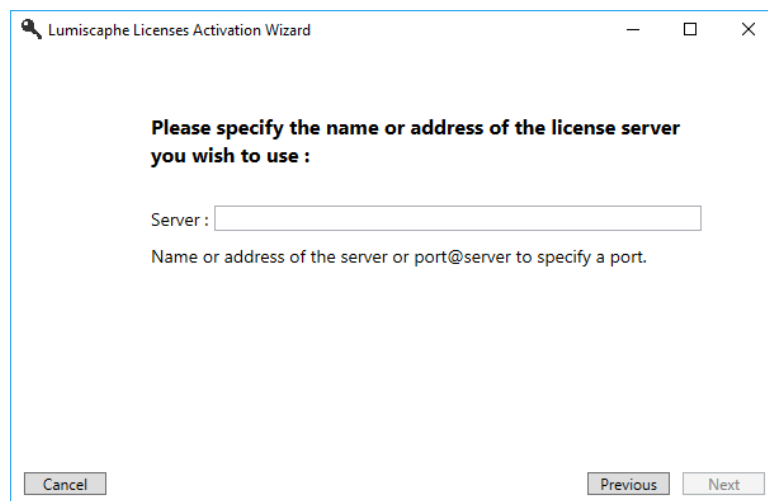 Lumiscaphe Licenses Activation Wizard
Please specify the name or address of the license server
you wish to use :
Server :
Name or address of the server or port@server to specify a port.
Cancel
Previous
Next